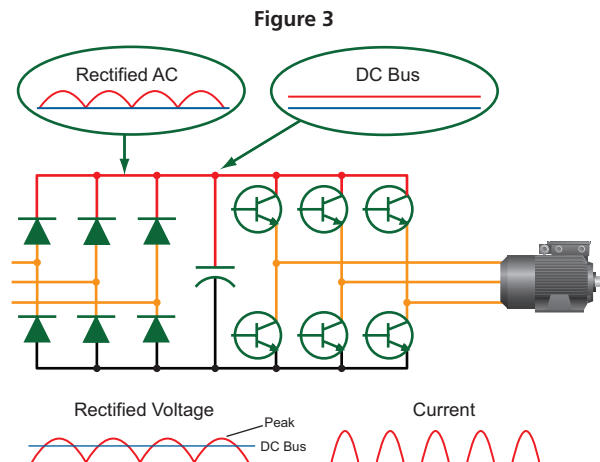 Figure 3
Rectified AC
DC Bus
Rectified Voltage
Current
Peak
DC Bus